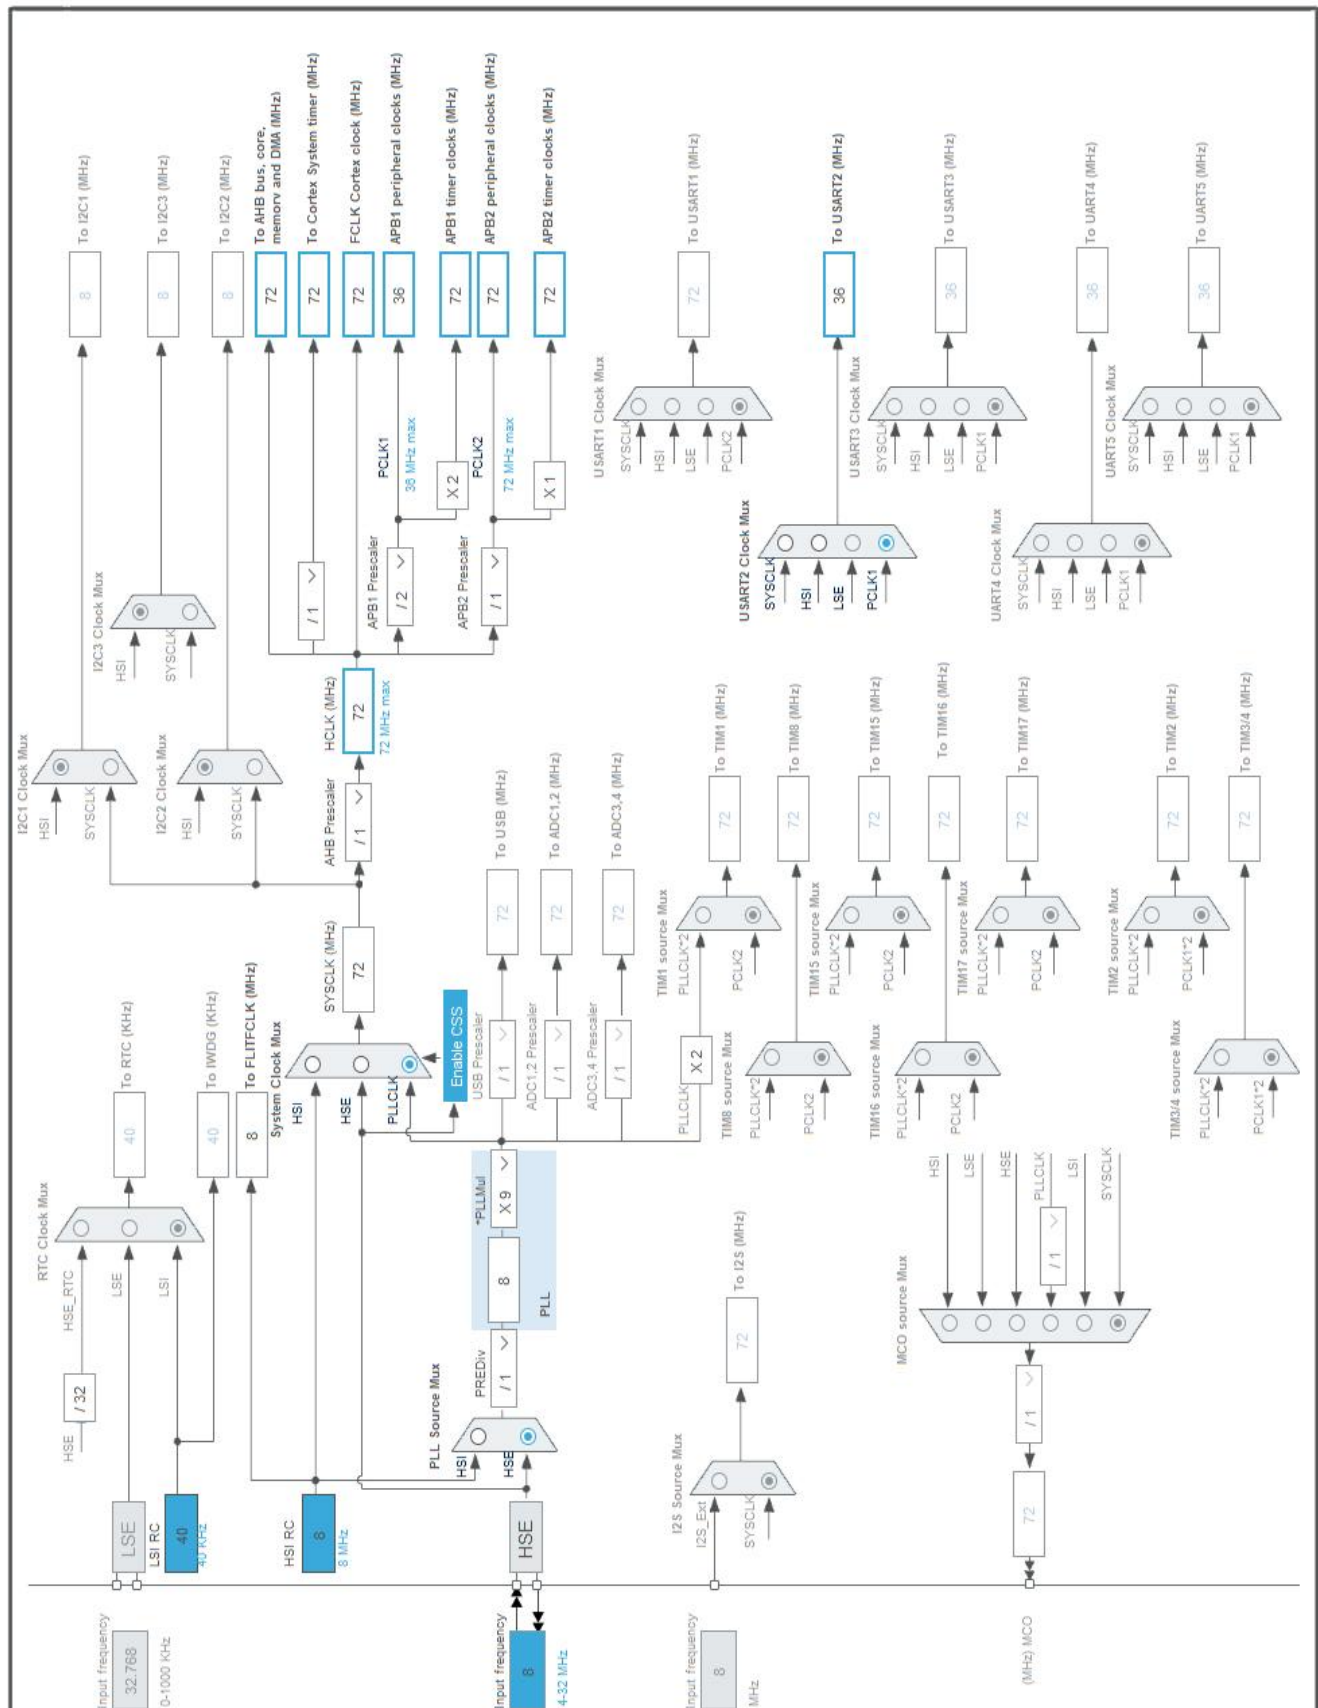 Input frequency
32.768
0-1000 KHz
LSE
LSI RC
40
40 KHz
HSE
/ 32
HSE_RTC
LSE
LSI
RTC Clock Mux
40
To RTC (KHz)
40
To IWDG (KHz)
8
To FLITFCLK (MHz)
HSI RC
8
8 MHz
Input frequency
8
4-32 MHz
HSE
PLL Source Mux
HSI
HSE
PREDiv
/ 1
8
*PLLMul
X 9
PLL
System Clock Mux
HSI
HSE
PLLCLK
Enable CSS
SYSCLK (MHz)
72
AHB Prescaler
/ 1
HCLK (MHz)
72
72 MHz max
I2C1 Clock Mux
HSI
SYSCLK
8
To I2C1 (MHz)
I2C3 Clock Mux
HSI
SYSCLK
8
To I2C3 (MHz)
I2C2 Clock Mux
HSI
SYSCLK
8
To I2C2 (MHz)
72
To AHB bus, core,
memory and DMA (MHz)
/ 1
72
To Cortex System timer (MHz)
72
FCLK Cortex clock (MHz)
APB1 Prescaler
/ 2
PCLK1
36 MHz max
36
APB1 peripheral clocks (MHz)
X 2
72
APB1 timer clocks (MHz)
APB2 Prescaler
/ 1
PCLK2
72 MHz max
72
APB2 peripheral clocks (MHz)
X 1
72
APB2 timer clocks (MHz)
USB Prescaler
/ 1
72
To USB (MHz)
ADC1,2 Prescaler
/ 1
72
To ADC1,2 (MHz)
ADC3,4 Prescaler
/ 1
72
To ADC3,4 (MHz)
PLLCLK
X 2
TIM1 source Mux
PLLCLK*2
PCLK2
72
To TIM1 (MHz)
TIM8 source Mux
PLLCLK*2
PCLK2
72
To TIM8 (MHz)
TIM15 source Mux
PLLCLK*2
PCLK2
72
To TIM15 (MHz)
TIM16 source Mux
PLLCLK*2
PCLK2
72
To TIM16 (MHz)
TIM17 source Mux
PLLCLK*2
PCLK2
72
To TIM17 (MHz)
TIM2 source Mux
PLLCLK*2
PCLK1*2
72
To TIM2 (MHz)
TIM3/4 source Mux
PLLCLK*2
PCLK1*2
72
To TIM3/4 (MHz)
USART1 Clock Mux
SYSCLK
HSI
LSE
PCLK2
72
To USART1 (MHz)
USART2 Clock Mux
SYSCLK
HSI
LSE
PCLK1
36
To USART2 (MHz)
USART3 Clock Mux
SYSCLK
HSI
LSE
PCLK1
36
To USART3 (MHz)
UART4 Clock Mux
SYSCLK
HSI
LSE
PCLK1
36
To UART4 (MHz)
UART5 Clock Mux
SYSCLK
HSI
LSE
PCLK1
36
To UART5 (MHz)
Input frequency
8
MHz
I2S Source Mux
I2S_Ext
SYSCLK
72
To I2S (MHz)
(MHz) MCO
72
/ 1
MCO source Mux
HSI
LSE
HSE
/ 1
PLLCLK
LSI
SYSCLK